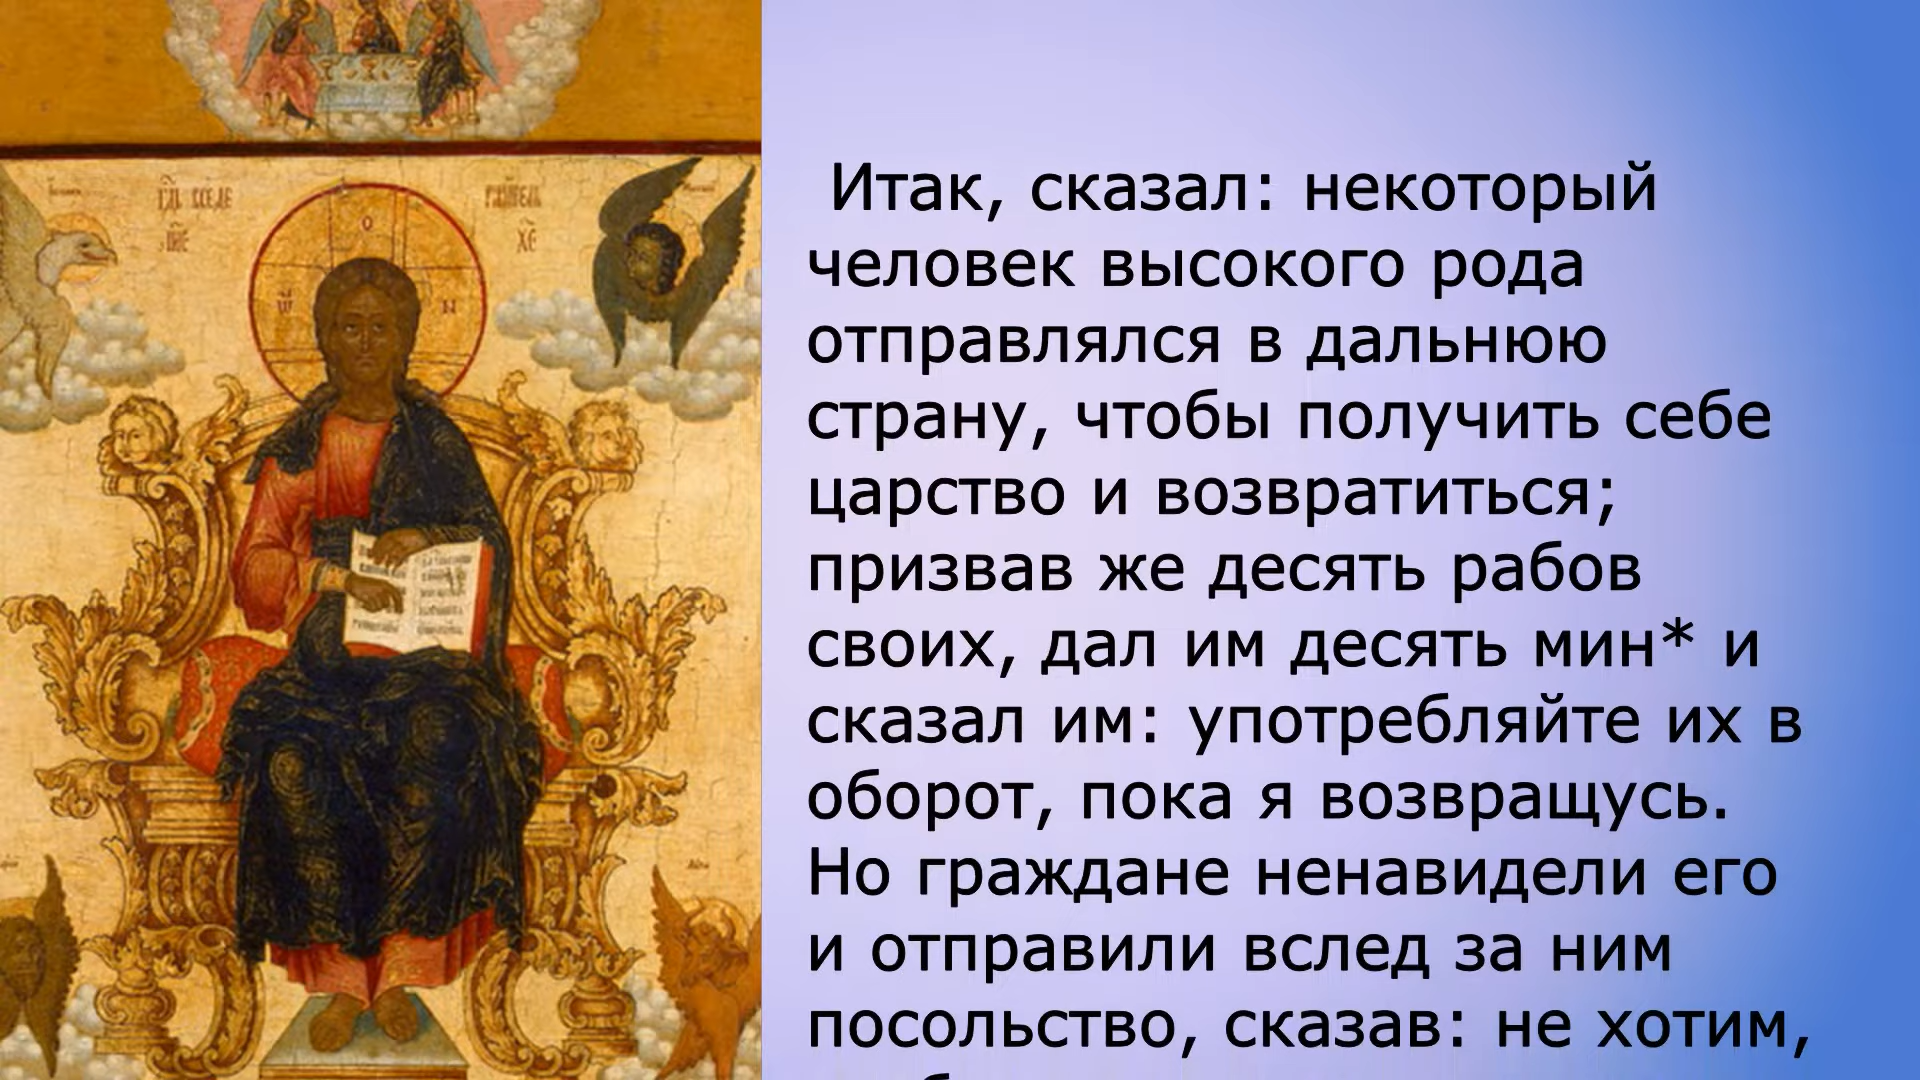 Итак, сказал: некоторый
человек высокого рода
отправлялся в дальнюю
страну, чтобы получить себе
царство и возвратиться;
призвав же десять рабов
своих, дал им десять мин* и
сказал им: употребляйте их в
оборот, пока я возвращусь.
Но граждане ненавидели его
и отправили вслед за ним
посольство, сказав: не хотим,